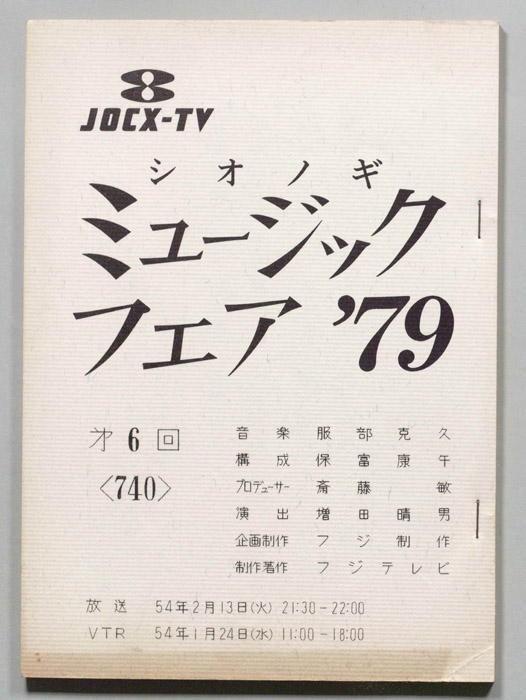 JOCX-TV
シオノギ
ミュージック
フェア '79
オ6回
〈740〉
音楽 服部克久
構成 保富康午
プロデューサー 斎藤 敏
演出 増田晴男
企画制作 フジ制作
制作著作 フジテレビ
放送 54年2月13日(火) 21:30-22:00
VTR 54年1月24日(水) 11:00-18:00